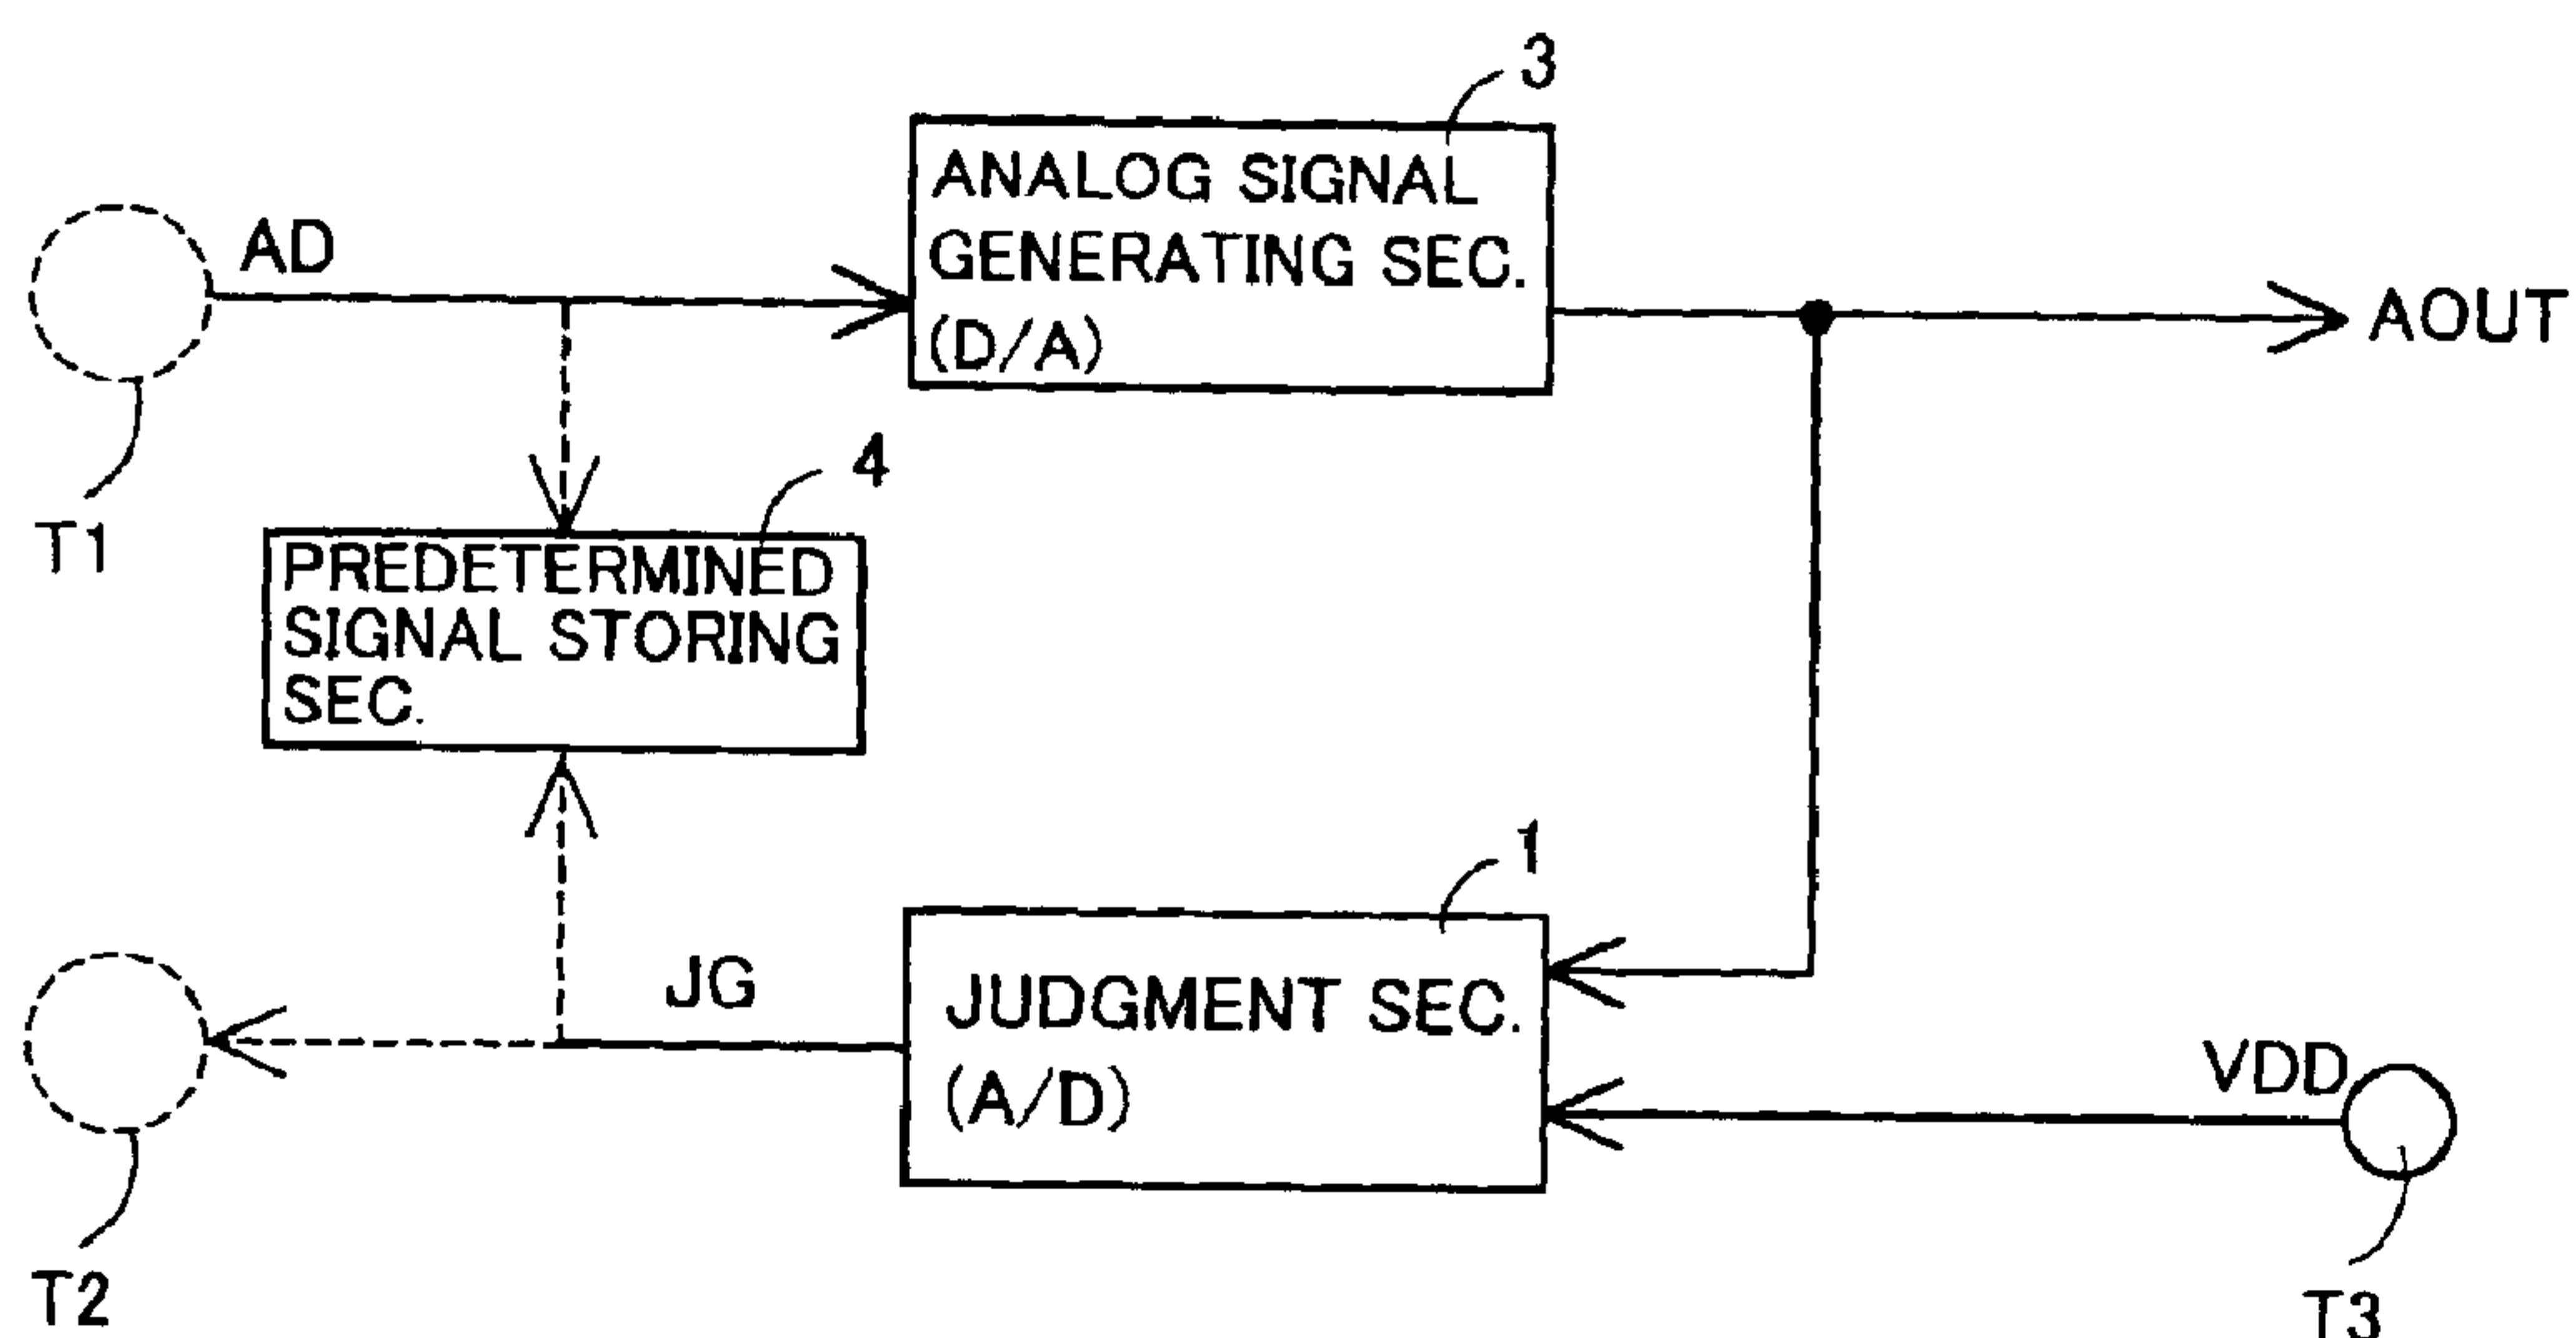 3
ANALOG SIGNAL
GENERATING SEC.
(D/A)
AD
AOUT
T1
4
PREDETERMINED
SIGNAL STORING
SEC.
1
JG
JUDGMENT SEC.
(A/D)
VDD
T2
T3